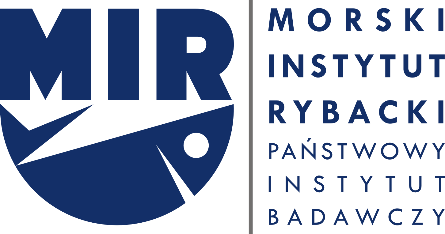 MIR
MORSKI
INSTYTUT
RYBACKI
PAŃSTWOWY
INSTYTUT
BADAWCZY